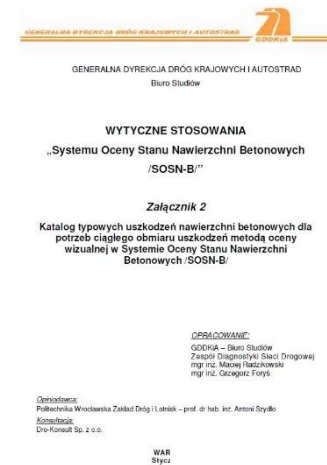 GENERALNA DYREKCJA DRÓG KRAJOWYCH I AUTOSTRAD
GDDKiA
GENERALNA DYREKCJA DRÓG KRAJOWYCH I AUTOSTRAD
Biuro Studiów
WYTYCZNE STOSOWANIA
„Systemu Oceny Stanu Nawierzchni Betonowych
/SOSN-B/”
Załącznik 2
Katalog typowych uszkodzeń nawierzchni betonowych dla
potrzeb ciągłego obmiaru uszkodzeń metodą oceny
wizualnej w Systemie Oceny Stanu Nawierzchni
Betonowych /SOSN-B/
OPRACOWANIE:
GDDKiA – Biuro Studiów
Zespół Diagnostyki Sieci Drogowej
mgr inż. Maciej Radzikowski
mgr inż. Grzegorz Foryś
Opiniodawca:
Politechnika Wrocławska Zakład Dróg i Lotnisk – prof. dr hab. inż. Antoni Szydło
Konsultacja:
Dro-Konsult Sp. z o.o.
WAR
Stycz